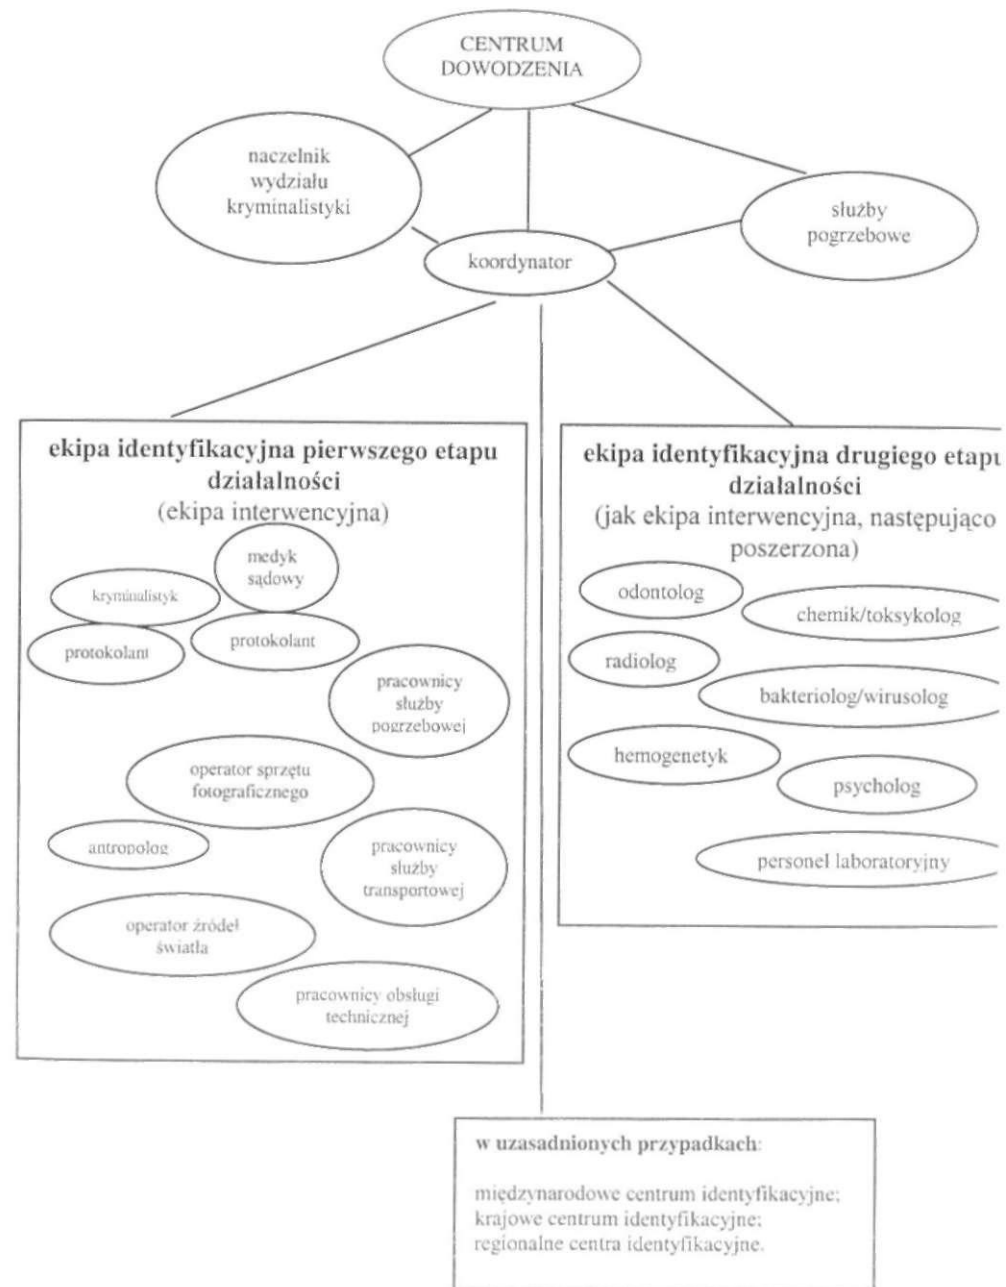 CENTRUM
DOWODZENIA
naczelnik
wydziału
kryminalistyki
służby
pogrzebowe
koordynator
ekipa identyfikacyjna pierwszego etapu
działalności
(ekipa interwencyjna)
medyk
sądowy
kryminalistyk
protokolant
protokolant
pracownicy
służby
pogrzebowej
operator sprzętu
fotograficznego
antropolog
pracownicy
służby
transportowej
operator źródeł
światła
pracownicy obsługi
technicznej
ekipa identyfikacyjna drugiego etapu
działalności
(jak ekipa interwencyjna, następująco
poszerzona)
odontolog
chemik/toksykolog
radiolog
bakteriolog/wirusolog
hemogenetyk
psycholog
personel laboratoryjny
w uzasadnionych przypadkach:
międzynarodowe centrum identyfikacyjne;
krajowe centrum identyfikacyjne;
regionalne centra identyfikacyjne.